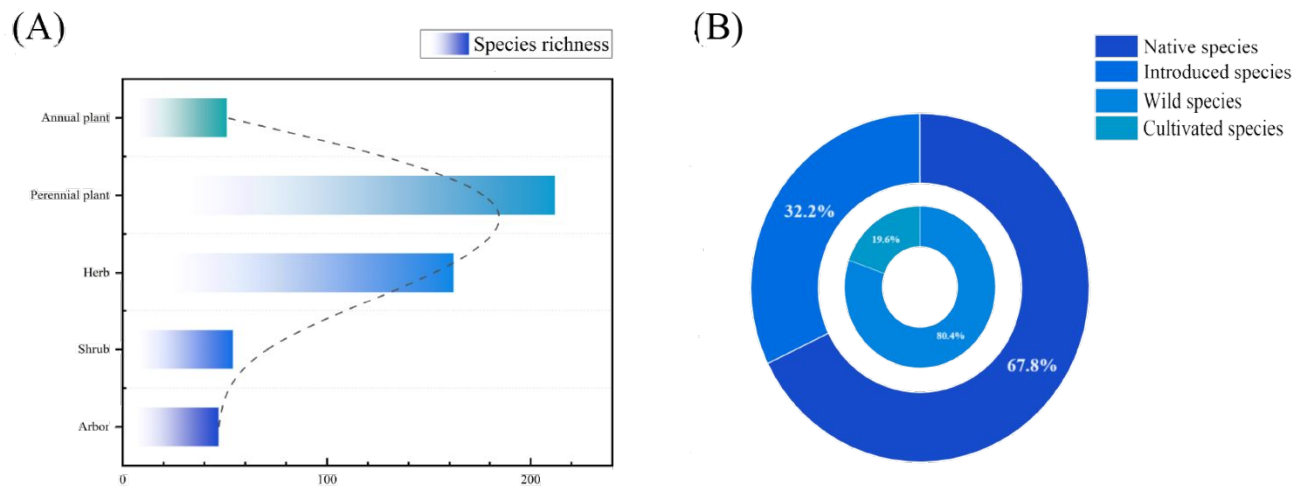 (A)
Species richness
Annual plant
Perennial plant
Herb
Shrub
Arbor
0
100
200
(B)
Native species
Introduced species
Wild species
Cultivated species
32.2%
19.6%
80.4%
67.8%